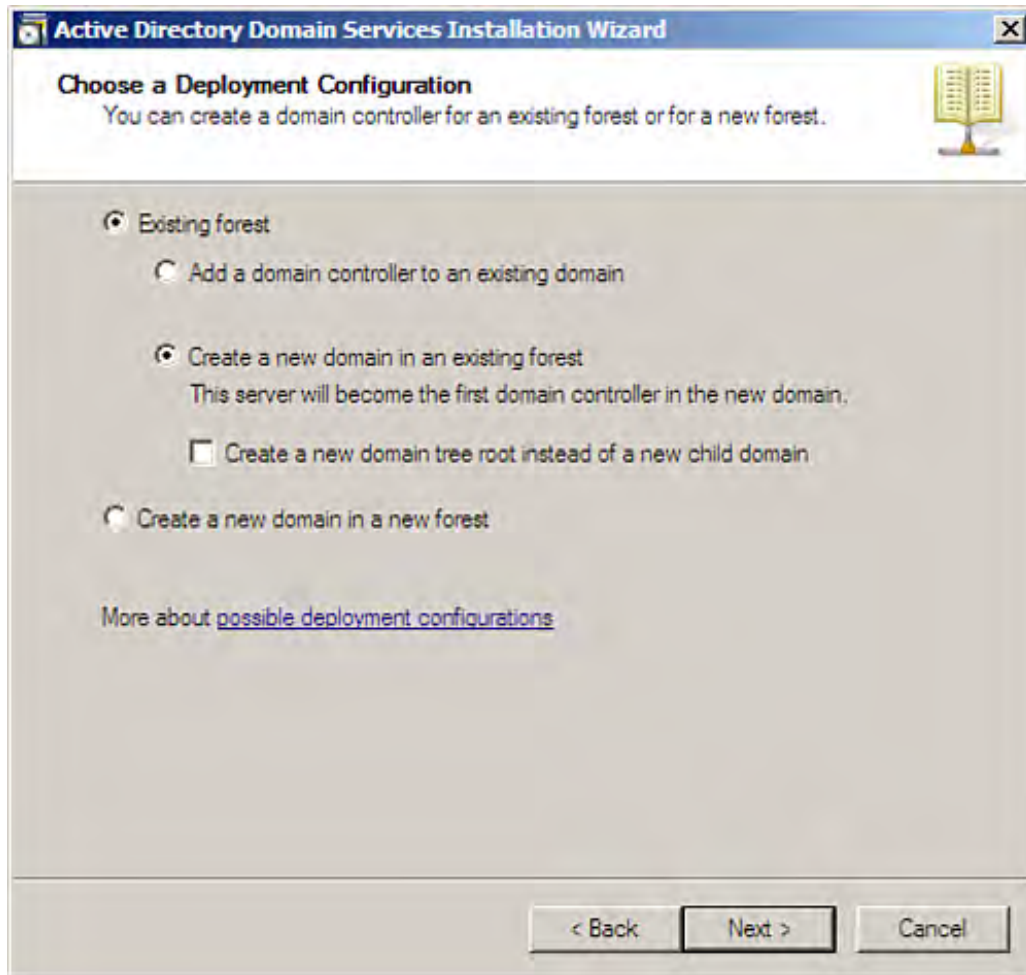 Active Directory Domain Services Installation Wizard
Choose a Deployment Configuration
You can create a domain controller for an existing forest or for a new forest.
Existing forest
Add a domain controller to an existing domain
Create a new domain in an existing forest
This server will become the first domain controller in the new domain.
Create a new domain tree root instead of a new child domain
Create a new domain in a new forest
More about possible deployment configurations
< Back Next > Cancel